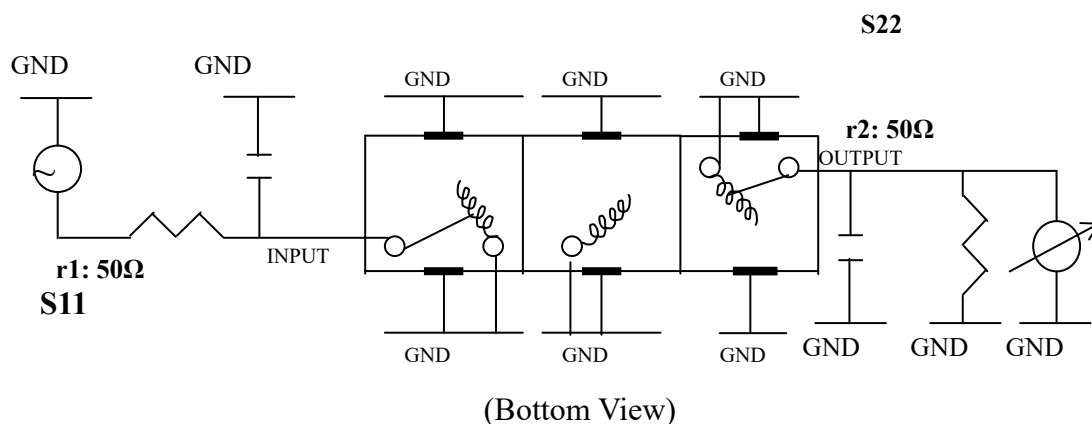 S22
GND
GND
GND
GND
GND
r2: 50Ω
OUTPUT
INPUT
r1: 50Ω
S11
GND
GND
GND
GND
GND
GND
(Bottom View)